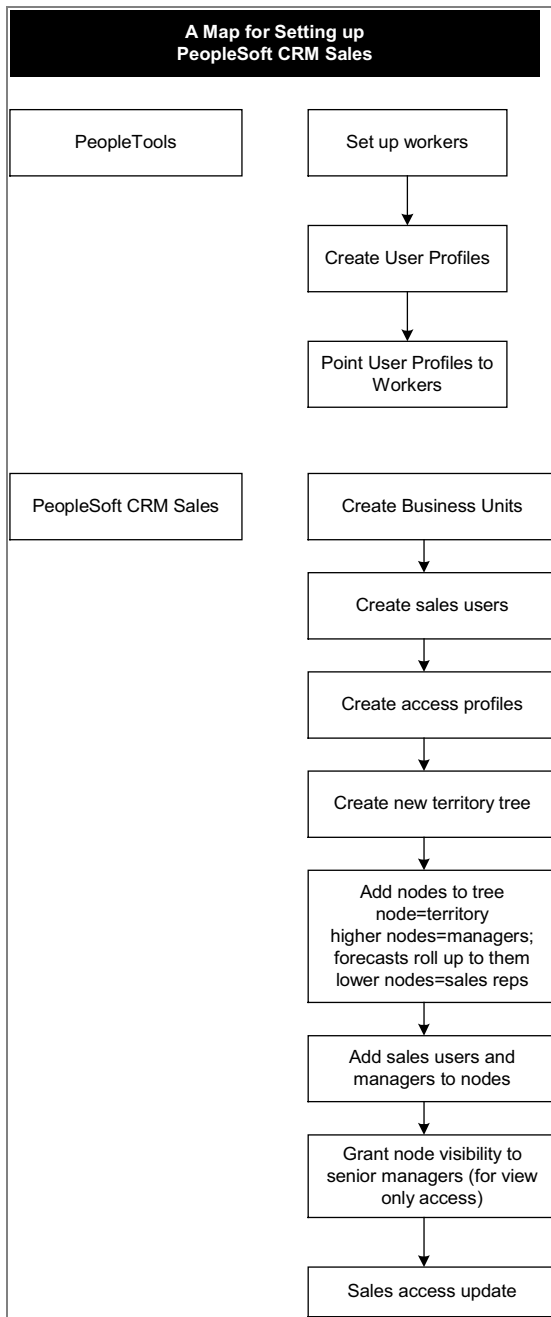 A Map for Setting up
PeopleSoft CRM Sales
PeopleTools
Set up workers
Create User Profiles
Point User Profiles to
Workers
PeopleSoft CRM Sales
Create Business Units
Create sales users
Create access profiles
Create new territory tree
Add nodes to tree
node=territory
higher nodes=managers;
forecasts roll up to them
lower nodes=sales reps
Add sales users and
managers to nodes
Grant node visibility to
senior managers (for view
only access)
Sales access update